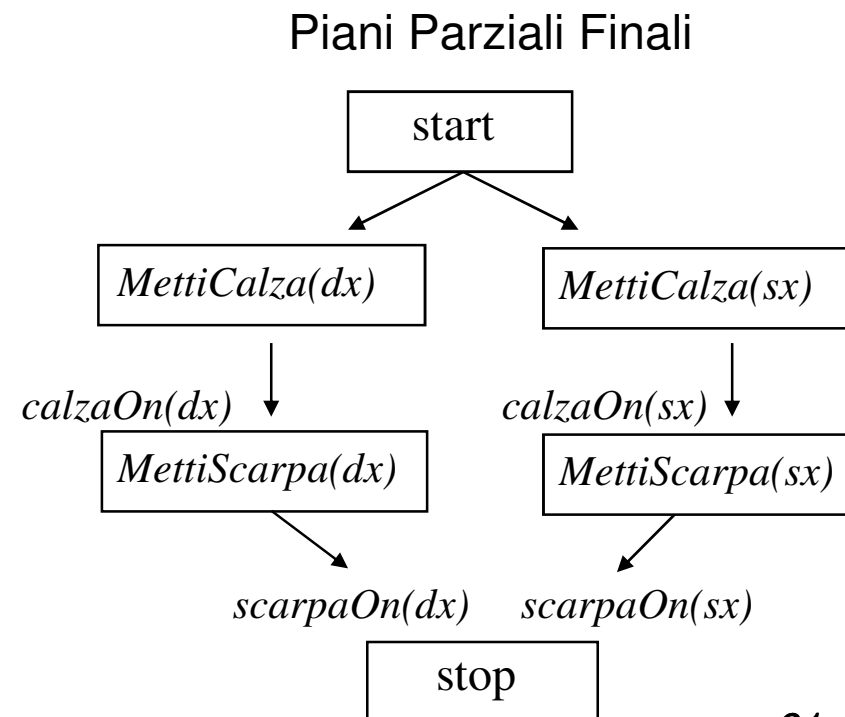 Piani Parziali Finali
start
MettiCalza(dx) MettiCalza(sx)
calzaOn(dx) calzaOn(sx)
MettiScarpa(dx) MettiScarpa(sx)
scarpaOn(dx) scarpaOn(sx)
stop